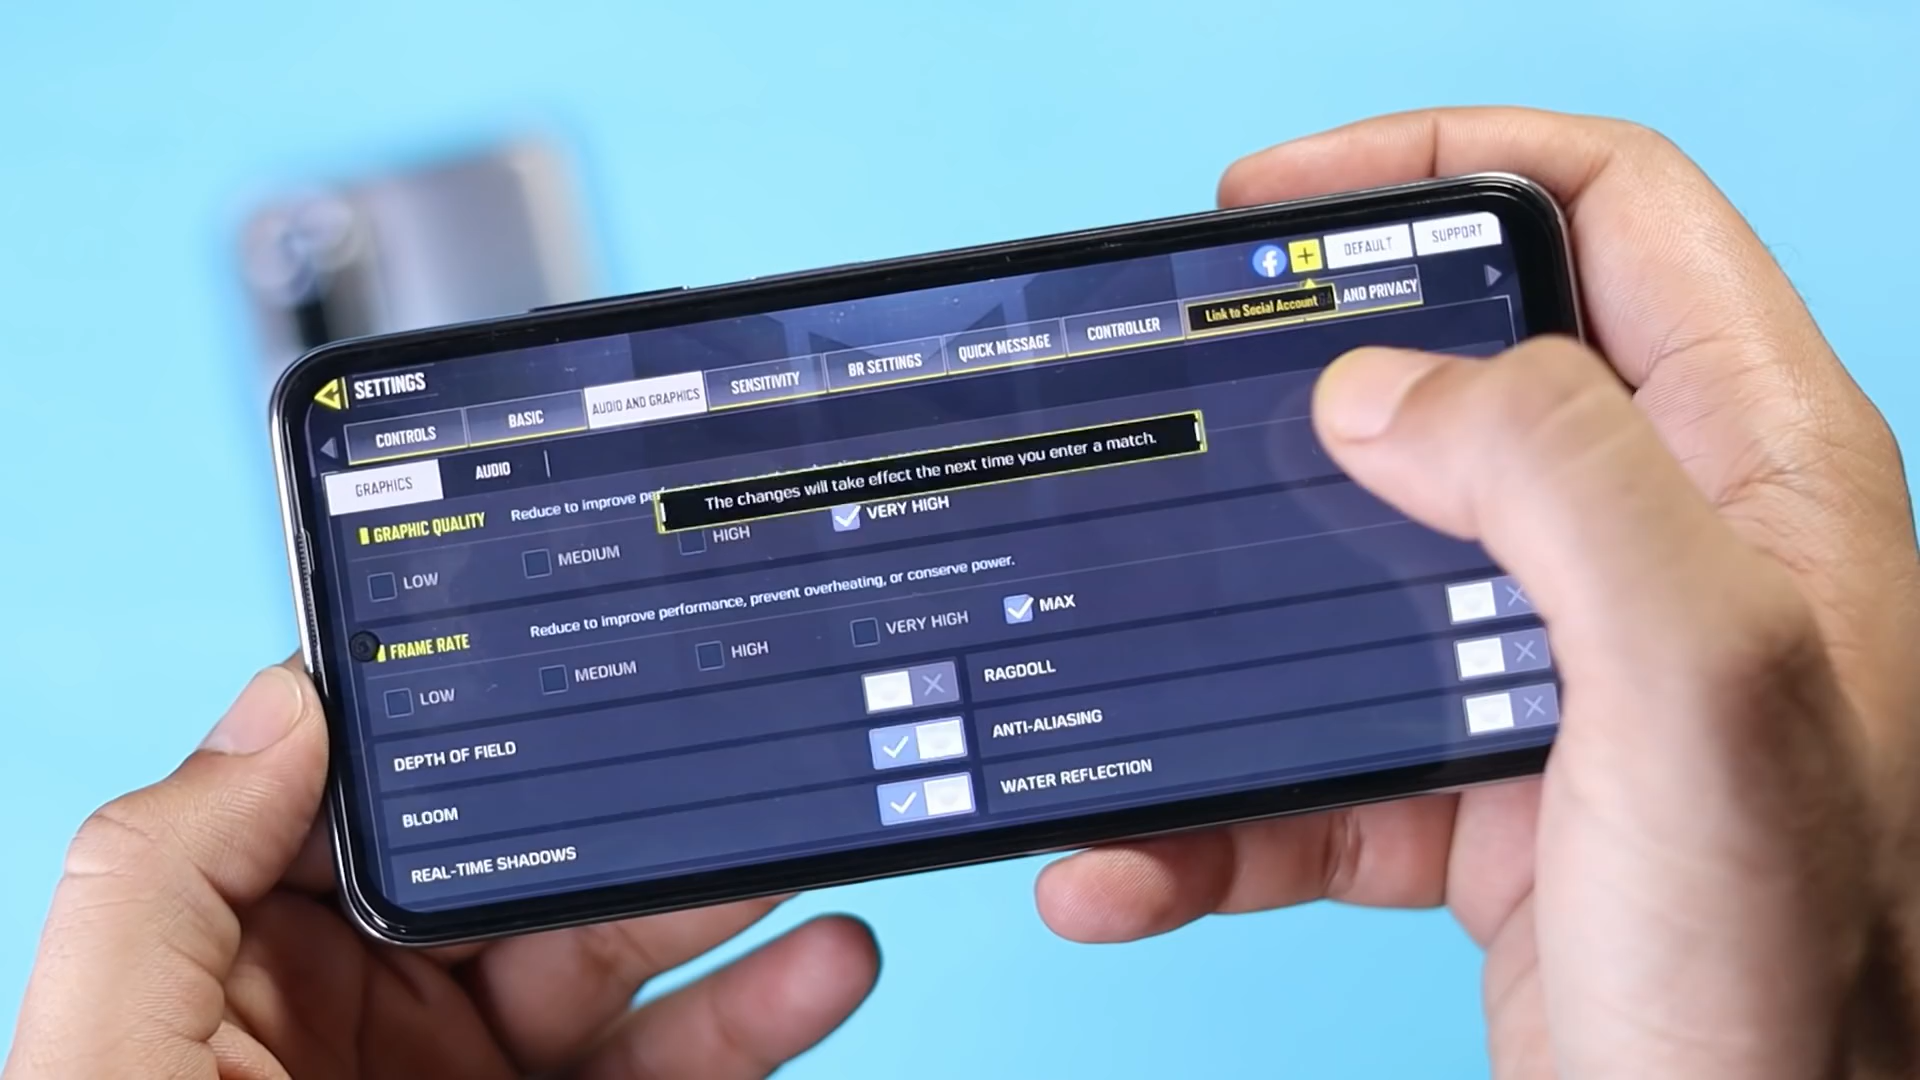 SETTINGS
DEFAULT
SUPPORT
Link to Social Account
CONTROLS
BASIC
AUDIO AND GRAPHICS
SENSITIVITY
BR SETTINGS
QUICK MESSAGE
CONTROLLER
AND PRIVACY
GRAPHICS
AUDIO
The changes will take effect the next time you enter a match.
GRAPHIC QUALITY
Reduce to improve
LOW
MEDIUM
HIGH
VERY HIGH
FRAME RATE
Reduce to improve performance, prevent overheating, or conserve power.
LOW
MEDIUM
HIGH
VERY HIGH
MAX
DEPTH OF FIELD
RAGDOLL
BLOOM
ANTI-ALIASING
REAL-TIME SHADOWS
WATER REFLECTION